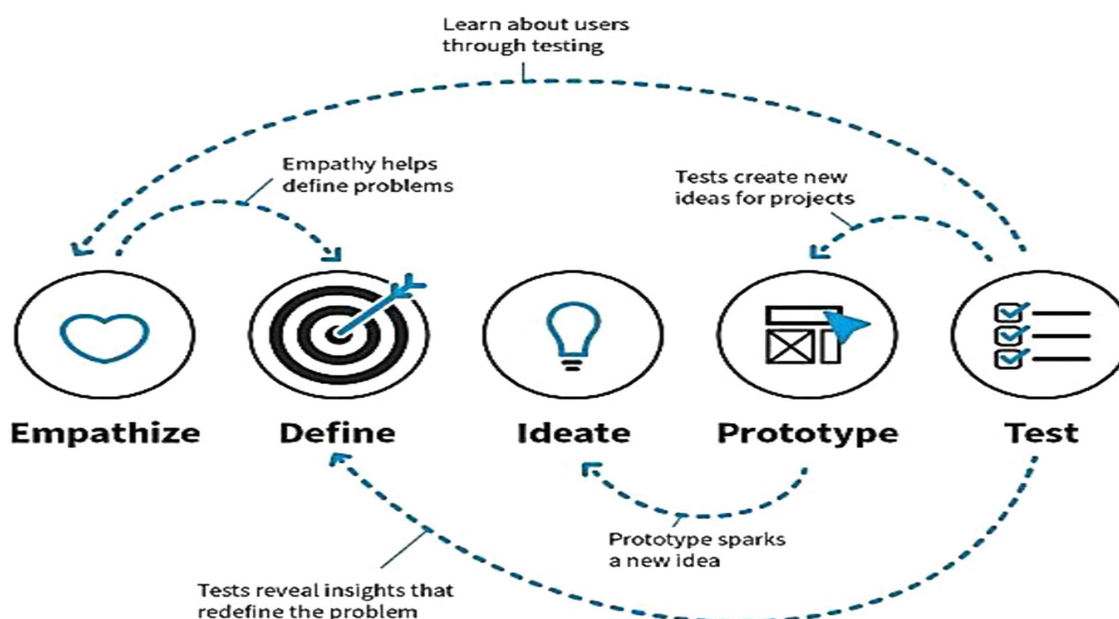 Learn about users
through testing
Empathy helps
define problems
Tests create new
ideas for projects
Empathize
Define
Ideate
Prototype
Test
Prototype sparks
a new idea
Tests reveal insights that
redefine the problem